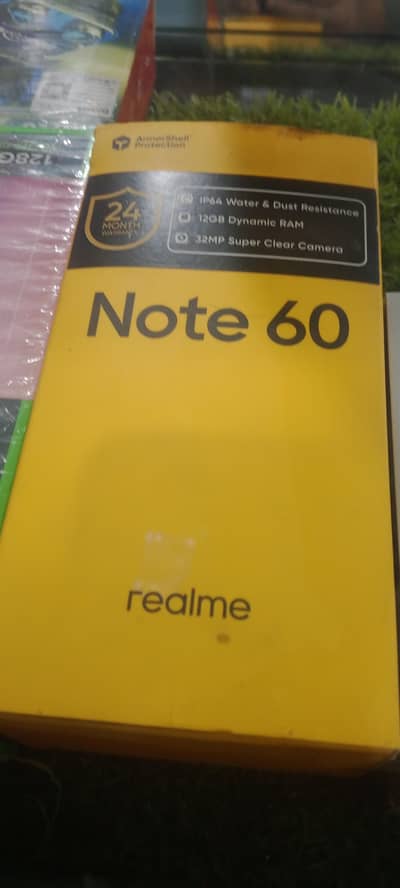 ArmorShell
Protection
128G
24
MONTH
WARRANTY
IP64 Water & Dust Resistance
12GB Dynamic RAM
32MP Super Clear Camera
Note 60
realme